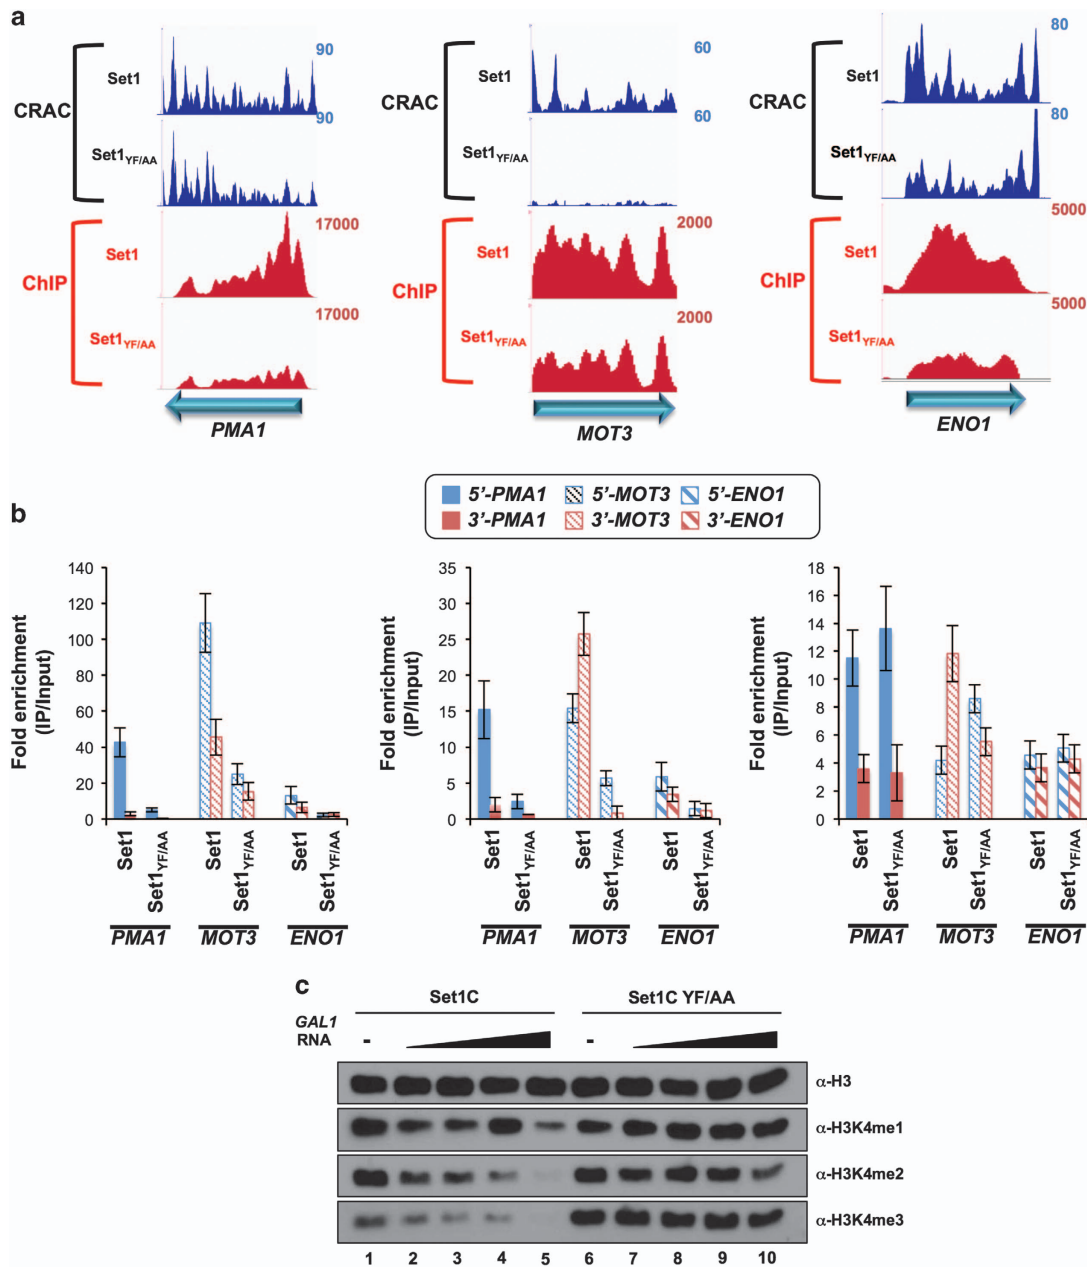 a
CRAC
Set1
90
Set1YF/AA
90
ChIP
Set1
17000
Set1YF/AA
17000
PMA1
CRAC
Set1
60
Set1YF/AA
60
ChIP
Set1
2000
Set1YF/AA
2000
MOT3
CRAC
Set1
80
Set1YF/AA
80
ChIP
Set1
5000
Set1YF/AA
5000
ENO1
b
5'-PMA1 5'-MOT3 5'-ENO1
3'-PMA1 3'-MOT3 3'-ENO1
Fold enrichment
(IP/Input)
140
120
100
80
60
40
20
0
Set1 Set1YF/AA Set1 Set1YF/AA Set1 Set1YF/AA
PMA1 MOT3 ENO1
Fold enrichment
(IP/Input)
35
30
25
20
15
10
5
0
Set1 Set1YF/AA Set1 Set1YF/AA Set1 Set1YF/AA
PMA1 MOT3 ENO1
Fold enrichment
(IP/Input)
18
16
14
12
10
8
6
4
2
0
Set1 Set1YF/AA Set1 Set1YF/AA Set1 Set1YF/AA
PMA1 MOT3 ENO1
c
Set1C Set1C YF/AA
GAL1
RNA - -
α-H3
α-H3K4me1
α-H3K4me2
α-H3K4me3
1 2 3 4 5 6 7 8 9 10